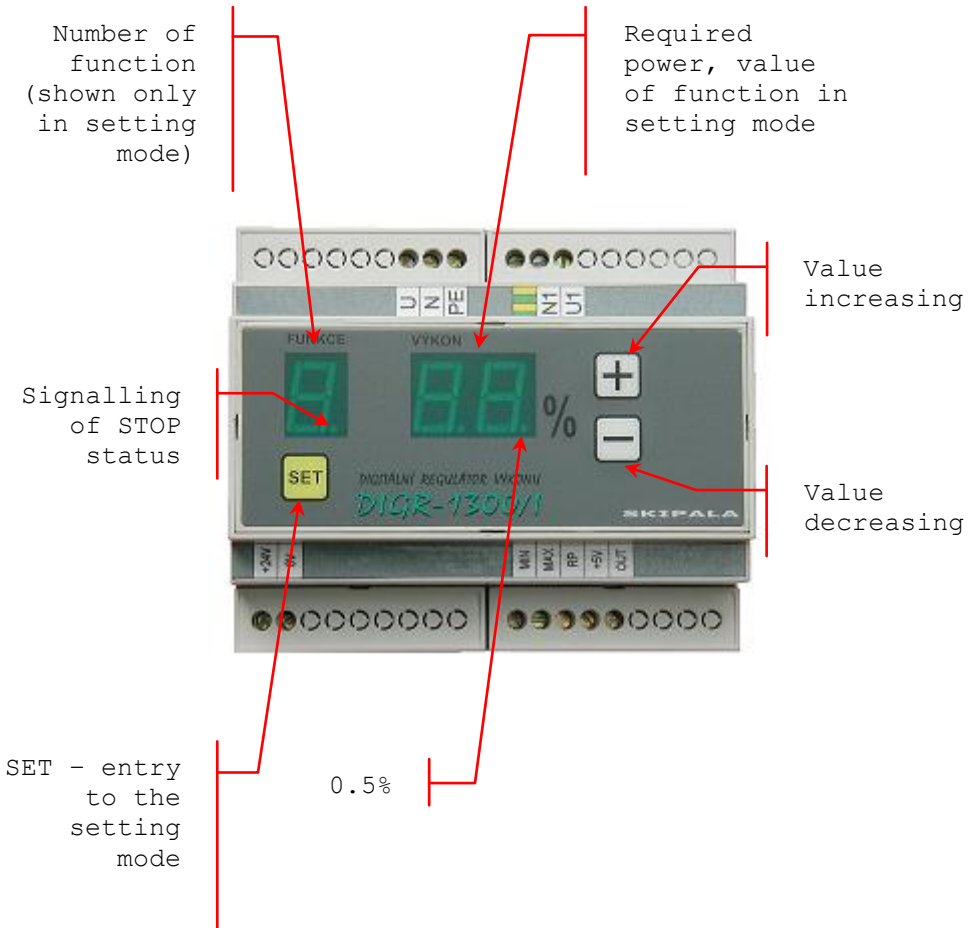 Number of
function
(shown only
in setting
mode)
Required
power, value
of function in
setting mode
Value
increasing
U
N
PE
N1
U1
FUNKCE
VÝKON
Signalling
of STOP
status
%
+
−
SET
DIGITÁLNÍ REGULÁTOR VÝKONU
DIGR-1300/1
SKIPALA
Value
decreasing
+24V
0V
MIN
MAX
RP
+5V
OUT
SET – entry
to the
setting
mode
0.5%